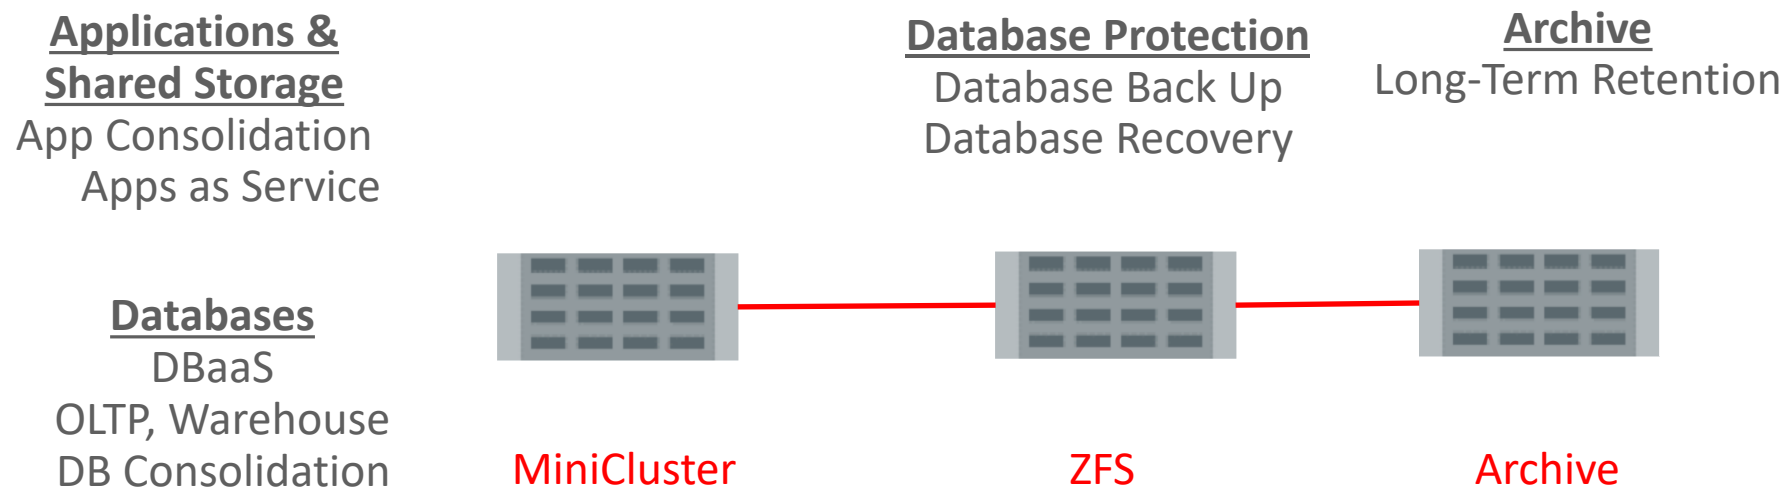 Applications &
Shared Storage
App Consolidation
Apps as Service
Databases
DBaaS
OLTP, Warehouse
DB Consolidation
MiniCluster
Database Protection
Database Back Up
Database Recovery
ZFS
Archive
Long-Term Retention
Archive